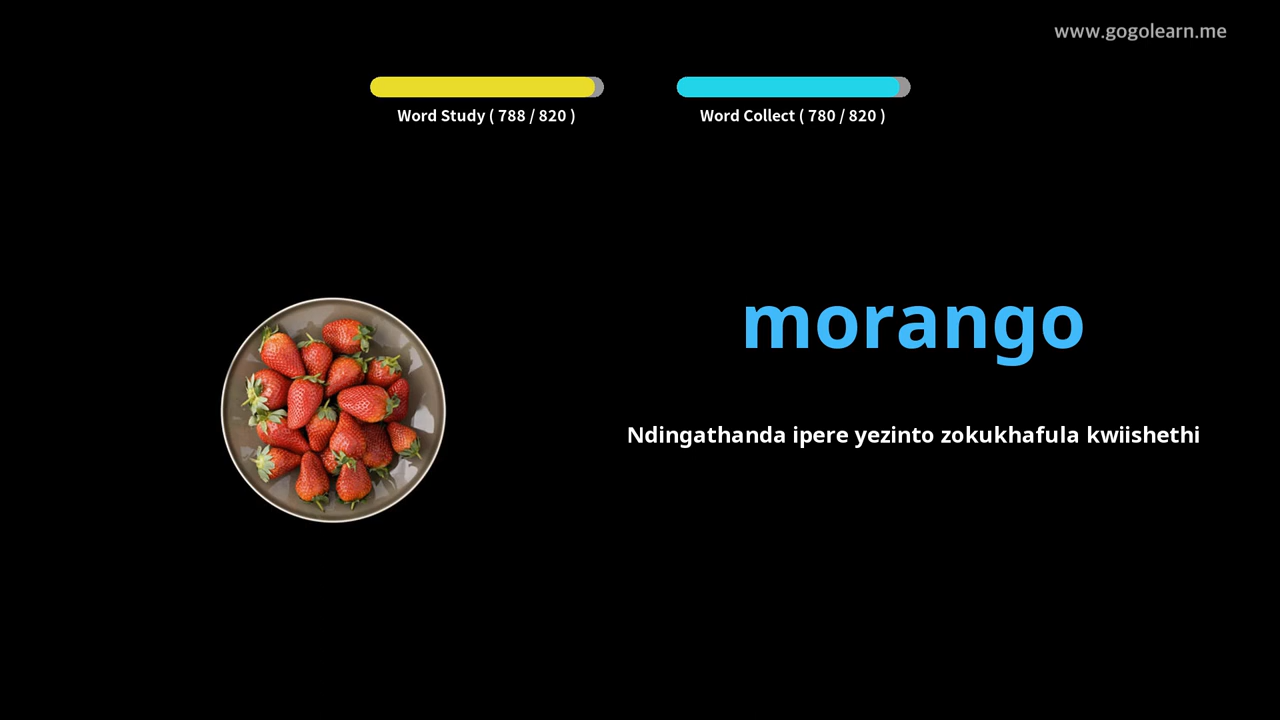 www.gogolearn.me
Word Study ( 788 / 820 )
Word Collect ( 780 / 820 )
morango
Ndingathanda ipere yezinto zokukhafula kwiishethi